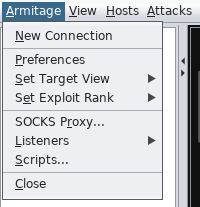 Armitage View Hosts Attacks
New Connection
Preferences
Set Target View
Set Exploit Rank
SOCKS Proxy...
Listeners
Scripts...
Close